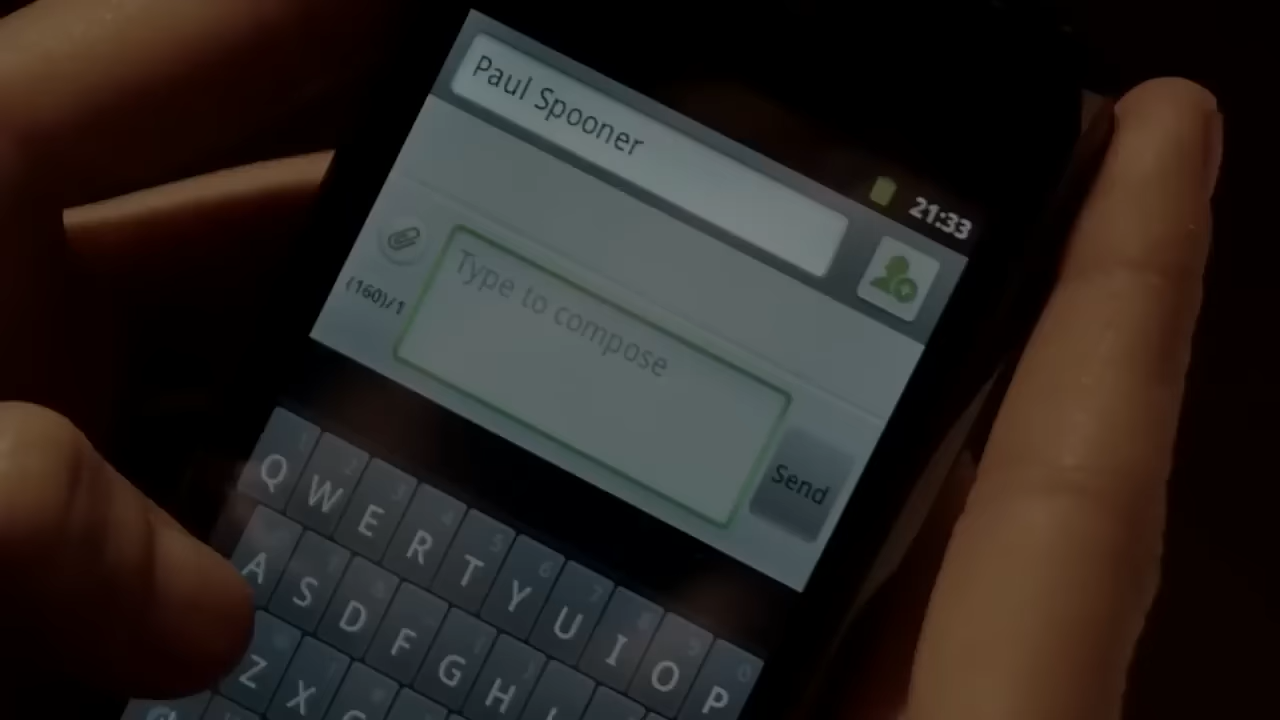 21:33
Paul Spooner
Type to compose
(160)/1
Send
Q W E R T Y U I O P
A S D F G H
Z X